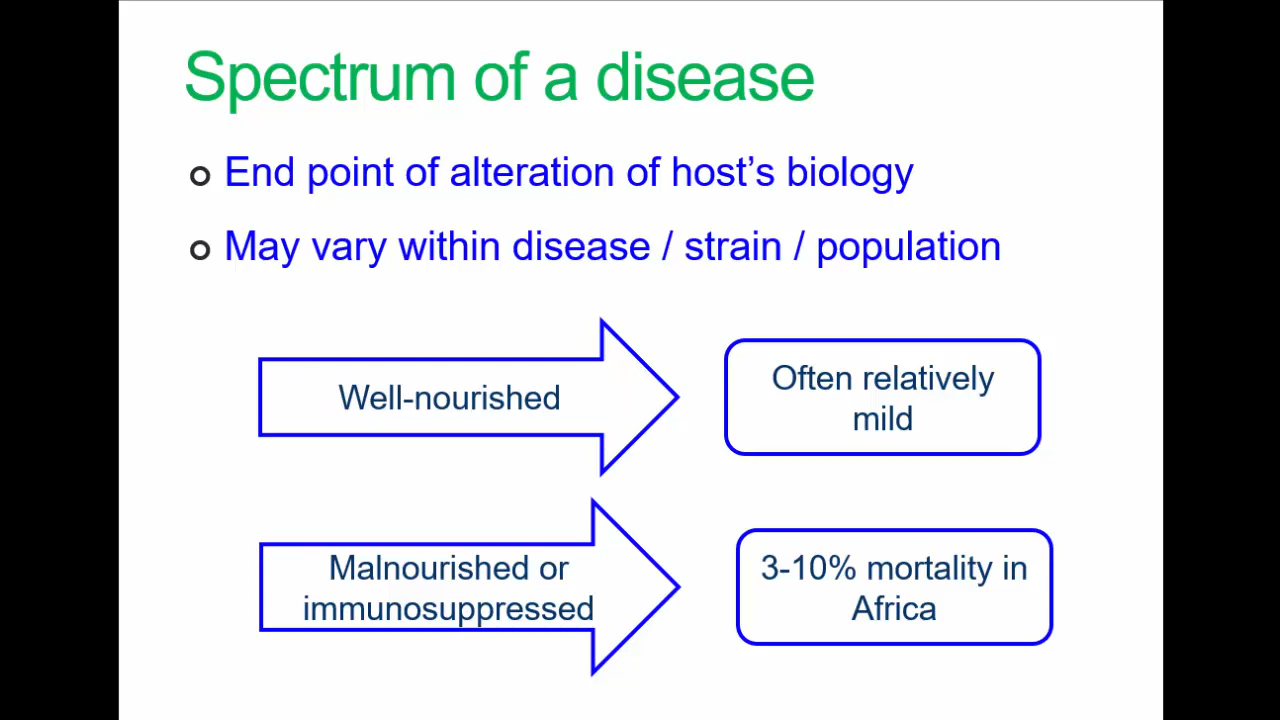 Spectrum of a disease
End point of alteration of host’s biology
May vary within disease / strain / population
Well-nourished
Often relatively
mild
Malnourished or
immunosuppressed
3-10% mortality in
Africa